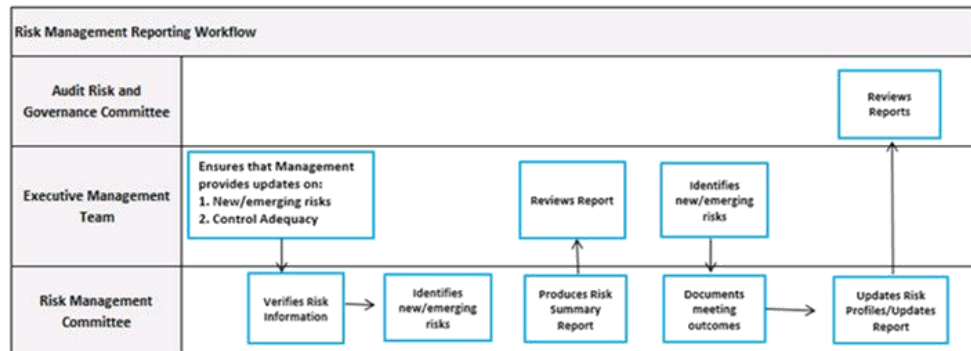 Risk Management Reporting Workflow
Audit Risk and
Governance Committee
Reviews
Reports
Executive Management
Team
Ensures that Management
provides updates on:
1. New/emerging risks
2. Control Adequacy
Reviews Report
Identifies
new/emerging
risks
Risk Management
Committee
Verifies Risk
Information
Identifies
new/emerging
risks
Produces Risk
Summary
Report
Documents
meeting
outcomes
Updates Risk
Profiles/Updates
Report